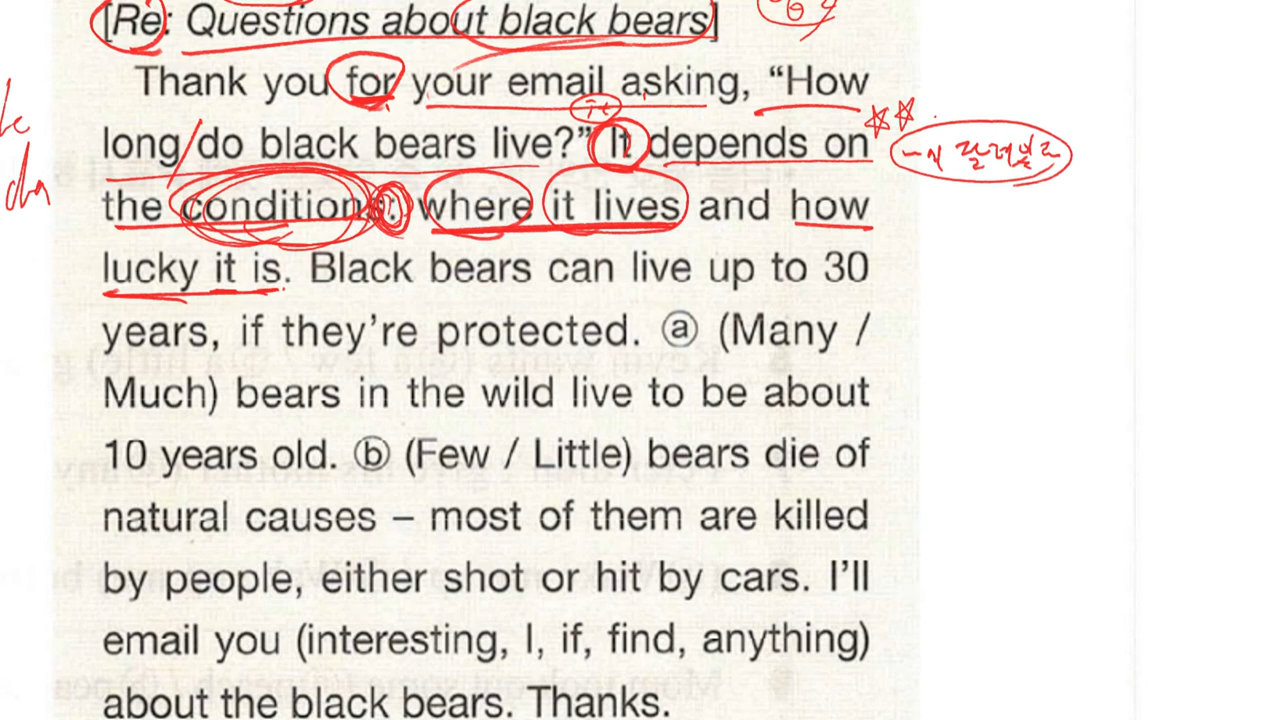 [Re: Questions about black bears]
Thank you for your email asking, “How
long/do black bears live?” It depends on
the conditions: where it lives and how
lucky it is. Black bears can live up to 30
years, if they’re protected. ⓐ (Many /
Much) bears in the wild live to be about
10 years old. ⓑ (Few / Little) bears die of
natural causes – most of them are killed
by people, either shot or hit by cars. I’ll
email you (interesting, I, if, find, anything)
about the black bears. Thanks.